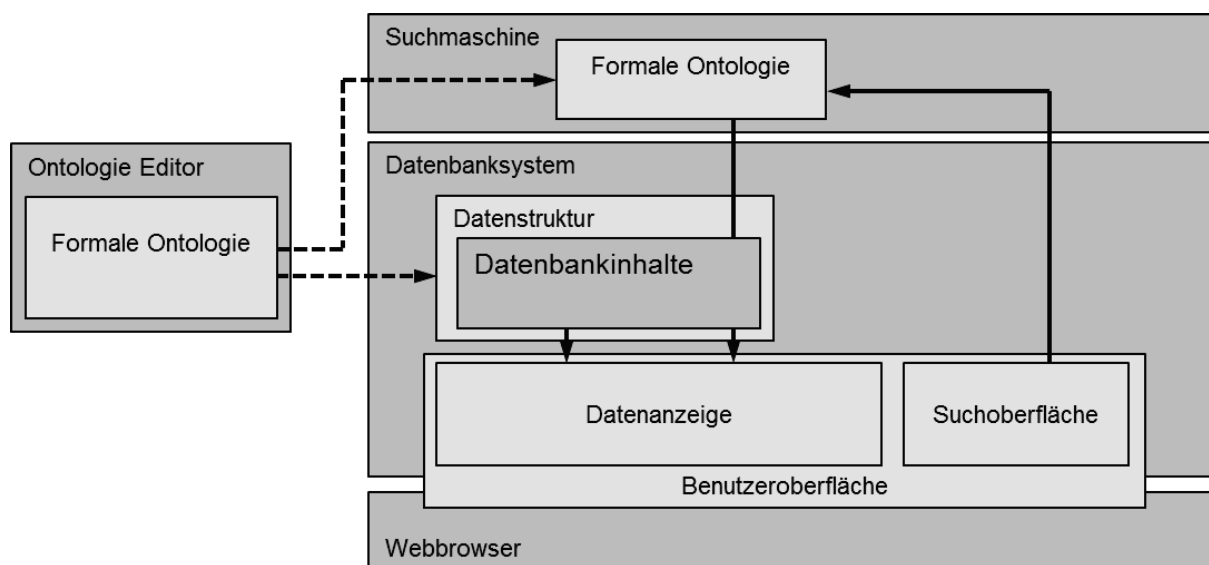 Suchmaschine
Formale Ontologie
Ontologie Editor
Formale Ontologie
Datenbanksystem
Datenstruktur
Datenbankinhalte
Datenanzeige
Suchoberfläche
Benutzeroberfläche
Webbrowser